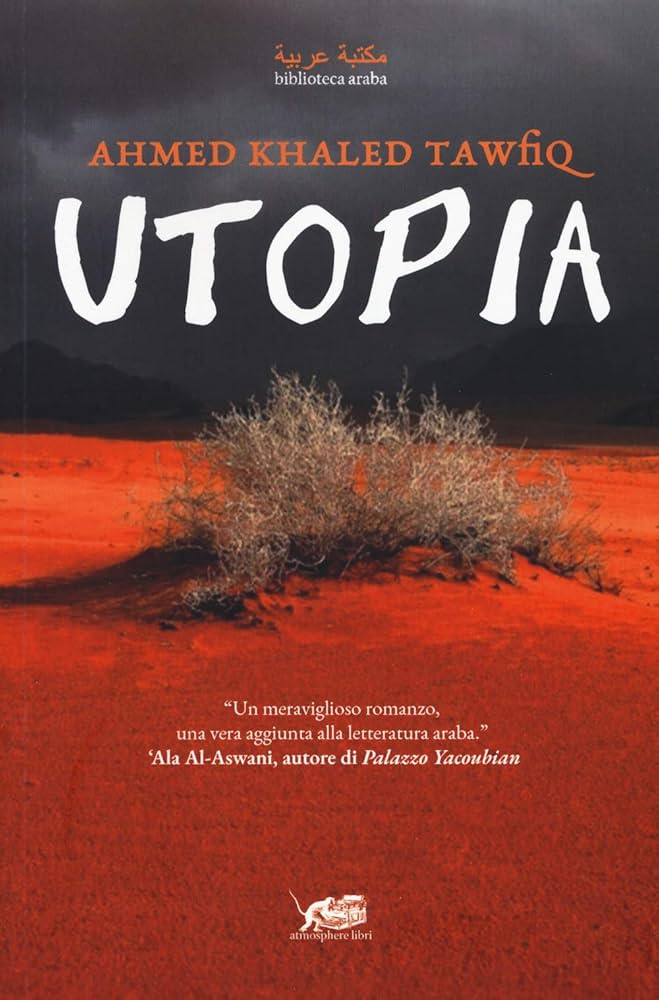 مكتبة عربية
biblioteca araba
AHMED KHALED TAWfiQ
UTOPIA
“Un meraviglioso romanzo,
una vera aggiunta alla letteratura araba.”
‘Ala Al-Aswani, autore di Palazzo Yacoubian
atmosphere libri